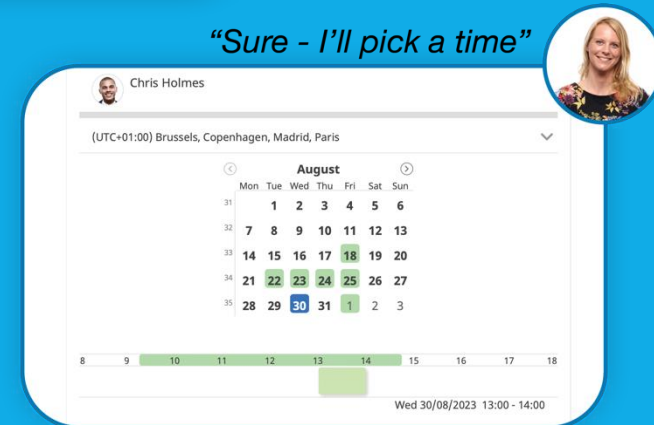 “Sure - I’ll pick a time”
Chris Holmes
(UTC+01:00) Brussels, Copenhagen, Madrid, Paris
August
Mon Tue Wed Thu Fri Sat Sun
31 1 2 3 4 5 6
32 7 8 9 10 11 12 13
33 14 15 16 17 18 19 20
34 21 22 23 24 25 26 27
35 28 29 30 31 1 2 3
8 9 10 11 12 13 14 15 16 17 18
Wed 30/08/2023 13:00 - 14:00